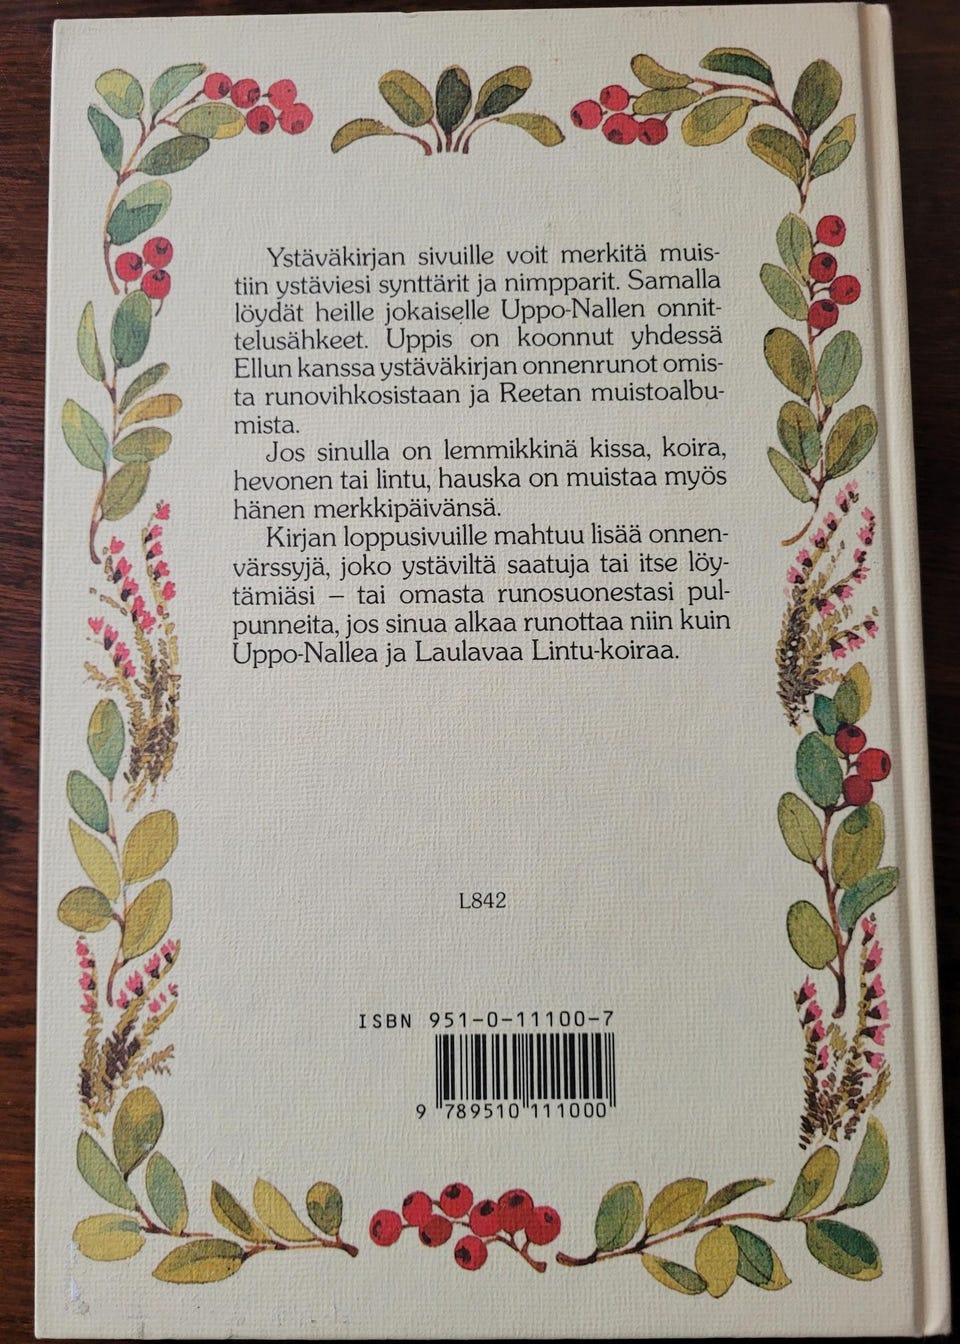 Ystäväkirjan sivuille voit merkitä muis-
tiin ystäviesi synttärit ja nimpparit. Samalla
löydät heille jokaiselle Uppo-Nallen onnit-
telusähkeet. Uppis on koonnut yhdessä
Ellun kanssa ystäväkirjan onnenrunot omis-
ta runovihkosistaan ja Reetan muistoalbu-
mista.
Jos sinulla on lemmikkinä kissa, koira,
hevonen tai lintu, hauska on muistaa myös
hänen merkkipäivänsä.
Kirjan loppusivuille mahtuu lisää onnen-
värssyjä, joko ystäviltä saatuja tai itse löy-
tämiäsi – tai omasta runosuonestasi pul-
punneita, jos sinua alkaa runottaa niin kuin
Uppo-Nallea ja Laulavaa Lintu-koiraa.
L842
ISBN 951-0-11100-7
9 789510 111000